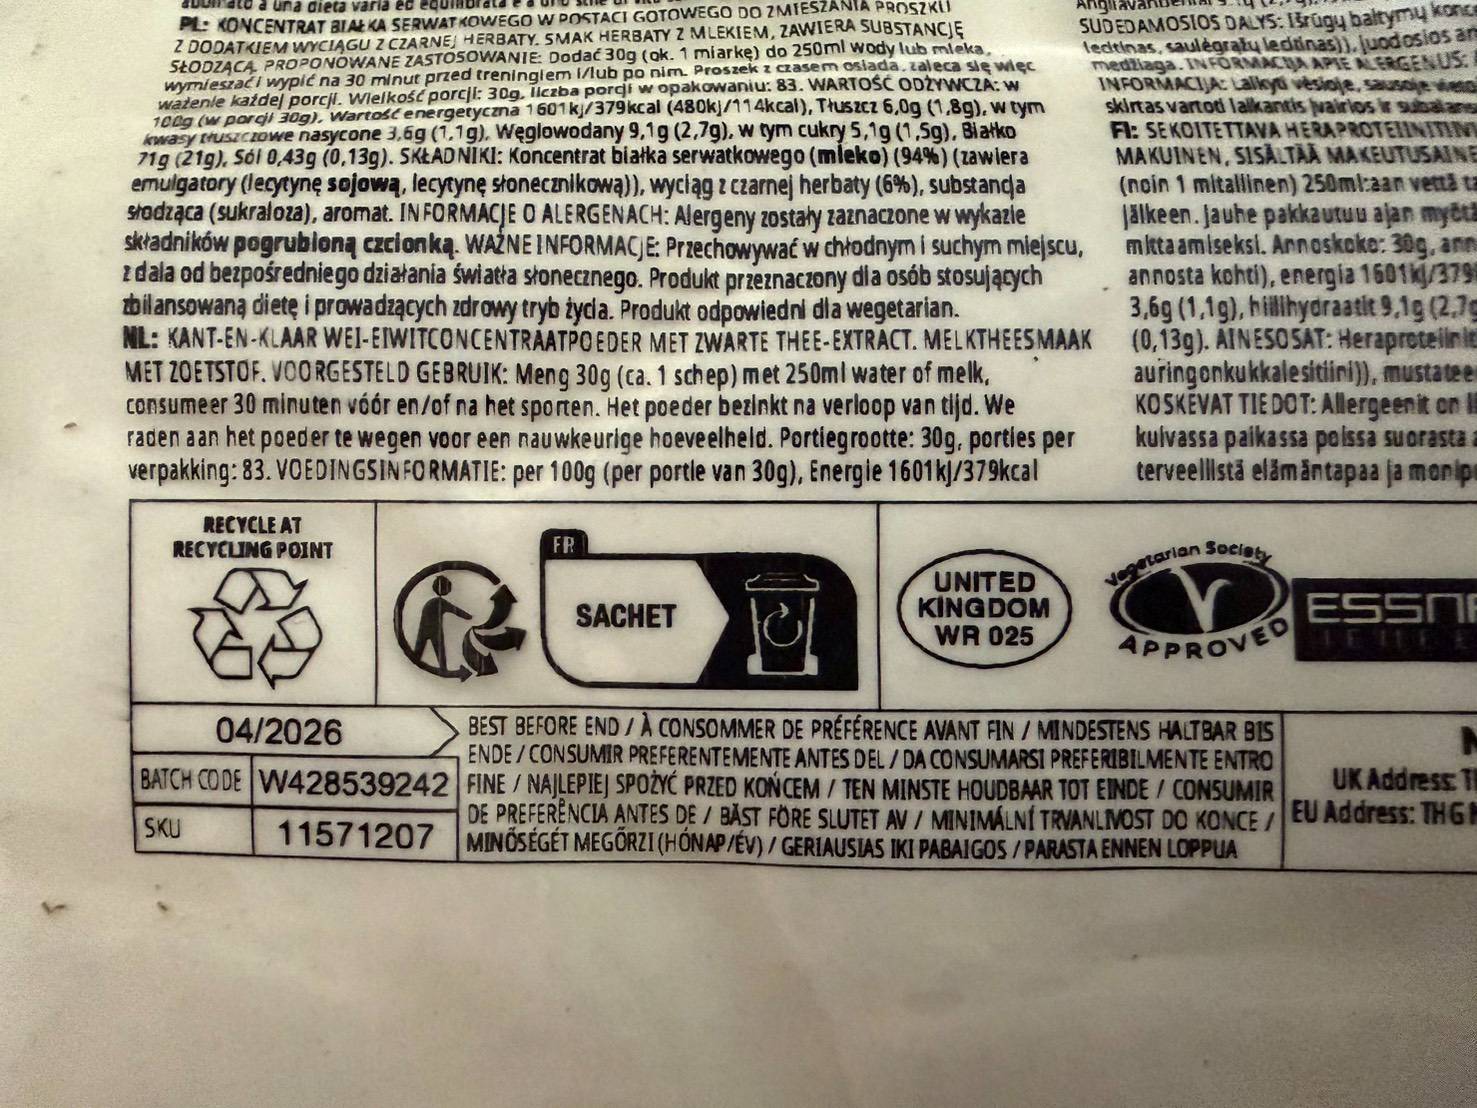 PL: KONCENTRAT BIAŁKA SERWATKOWEGO W POSTACI GOTOWEGO DO ZMIESZANIA PROSZKU
Z DODATKIEM WYCIĄGU Z CZARNEJ HERBATY. SMAK HERBATY Z MLEKIEM, ZAWIERA SUBSTANCJĘ
SŁODZĄCĄ. PROPONOWANE ZASTOSOWANIE: Dodać 30g (ok. 1 miarkę) do 250ml wody lub mleka,
wymieszać i wypić na 30 minut przed treningiem i/lub po nim. Proszek z czasem osiada, zaleca się więc
ważenie każdej porcji. Wielkość porcji: 30g, liczba porcji w opakowaniu: 83. WARTOŚĆ ODŻYWCZA: w
100g (w porcji 30g), Wartość energetyczna 1601kj/379kcal (480kj/114kcal), Tłuszcz 6,0g (1,8g), w tym
kwasy tłuszczowe nasycone 3,6g (1,1g), Węglowodany 9,1g (2,7g), w tym cukry 5,1g (1,5g), Białko
71g (21g), Sól 0,43g (0,13g). SKŁADNIKI: Koncentrat białka serwatkowego (mleko) (94%) (zawiera
emulgatory (lecytynę sojową, lecytynę słonecznikową)), wyciąg z czarnej herbaty (6%), substancja
słodząca (sukraloza), aromat. INFORMACJE O ALERGENACH: Alergeny zostały zaznaczone w wykazie
składników pogrubioną czcionką. WAŻNE INFORMACJE: Przechowywać w chłodnym i suchym miejscu,
z dala od bezpośredniego działania światła słonecznego. Produkt przeznaczony dla osób stosujących
zbilansowaną dietę i prowadzących zdrowy tryb życia. Produkt odpowiedni dla wegetarian.
NL: KANT-EN-KLAAR WEI-EIWITCONCENTRAATPOEDER MET ZWARTE THEE-EXTRACT. MELKTHEESMAAK
MET ZOETSTOF. VOORGESTELD GEBRUIK: Meng 30g (ca. 1 schep) met 250ml water of melk,
consumeer 30 minuten vóór en/of na het sporten. Het poeder bezinkt na verloop van tijd. We
raden aan het poeder te wegen voor een nauwkeurige hoeveelheid. Portiegrootte: 30g, porties per
verpakking: 83. VOEDINGSINFORMATIE: per 100g (per portie van 30g), Energie 1601kJ/379kcal
SUDEDAMOSIOS DALYS: Išrūgų baltymų
ledtinas, saulėgrąžų ledtinas)), juodosios
medžiaga. INFORMACIJA APIE ALERGENUS:
INFORMACIJA: Laikyti vėsioje, sausoje
skirtas vartoti laikantis įvairios ir
FI: SEKOITETTAVA
MAKUINEN, SISÄLTÄÄ
(noin 1 mitallinen) 250ml:aan vettä
jälkeen. Jauhe pakkautuu ajan
mittaamiseksi. Annoskoko: 30g,
annosta kohti), energia 1601kJ/379
3,6g (1,1g), hiilihydraatit 9,1g (2,7g
(0,13g). AINESOSAT:
auringonkukkalesitiini)),
KOSKEVAT TIEDOT: Allergeenit on
kuivassa paikassa poissa suorasta
terveellistä elämäntapaa ja
RECYCLE AT
RECYCLING POINT
FR
SACHET
UNITED
KINGDOM
WR 025
Vegetarian Society
APPROVED
04/2026
BATCH CODE W428539242
SKU 11571207
BEST BEFORE END / À CONSOMMER DE PRÉFÉRENCE AVANT FIN / MINDESTENS HALTBAR BIS
ENDE / CONSUMIR PREFERENTEMENTE ANTES DEL / DA CONSUMARSI PREFERIBILMENTE ENTRO
FINE / NAJLEPIEJ SPOŻYĆ PRZED KOŃCEM / TEN MINSTE HOUDBAAR TOT EINDE / CONSUMIR
DE PREFERÊNCIA ANTES DE / BÄST FÖRE SLUTET AV / MINIMÁLNÍ TRVANLIVOST DO KONCE /
MINŐSÉGÉT MEGŐRZI (HÓNAP/ÉV) / GERIAUSIAS IKI PABAIGOS / PARASTA ENNEN LOPPUA
UK Address:
EU Address: THG